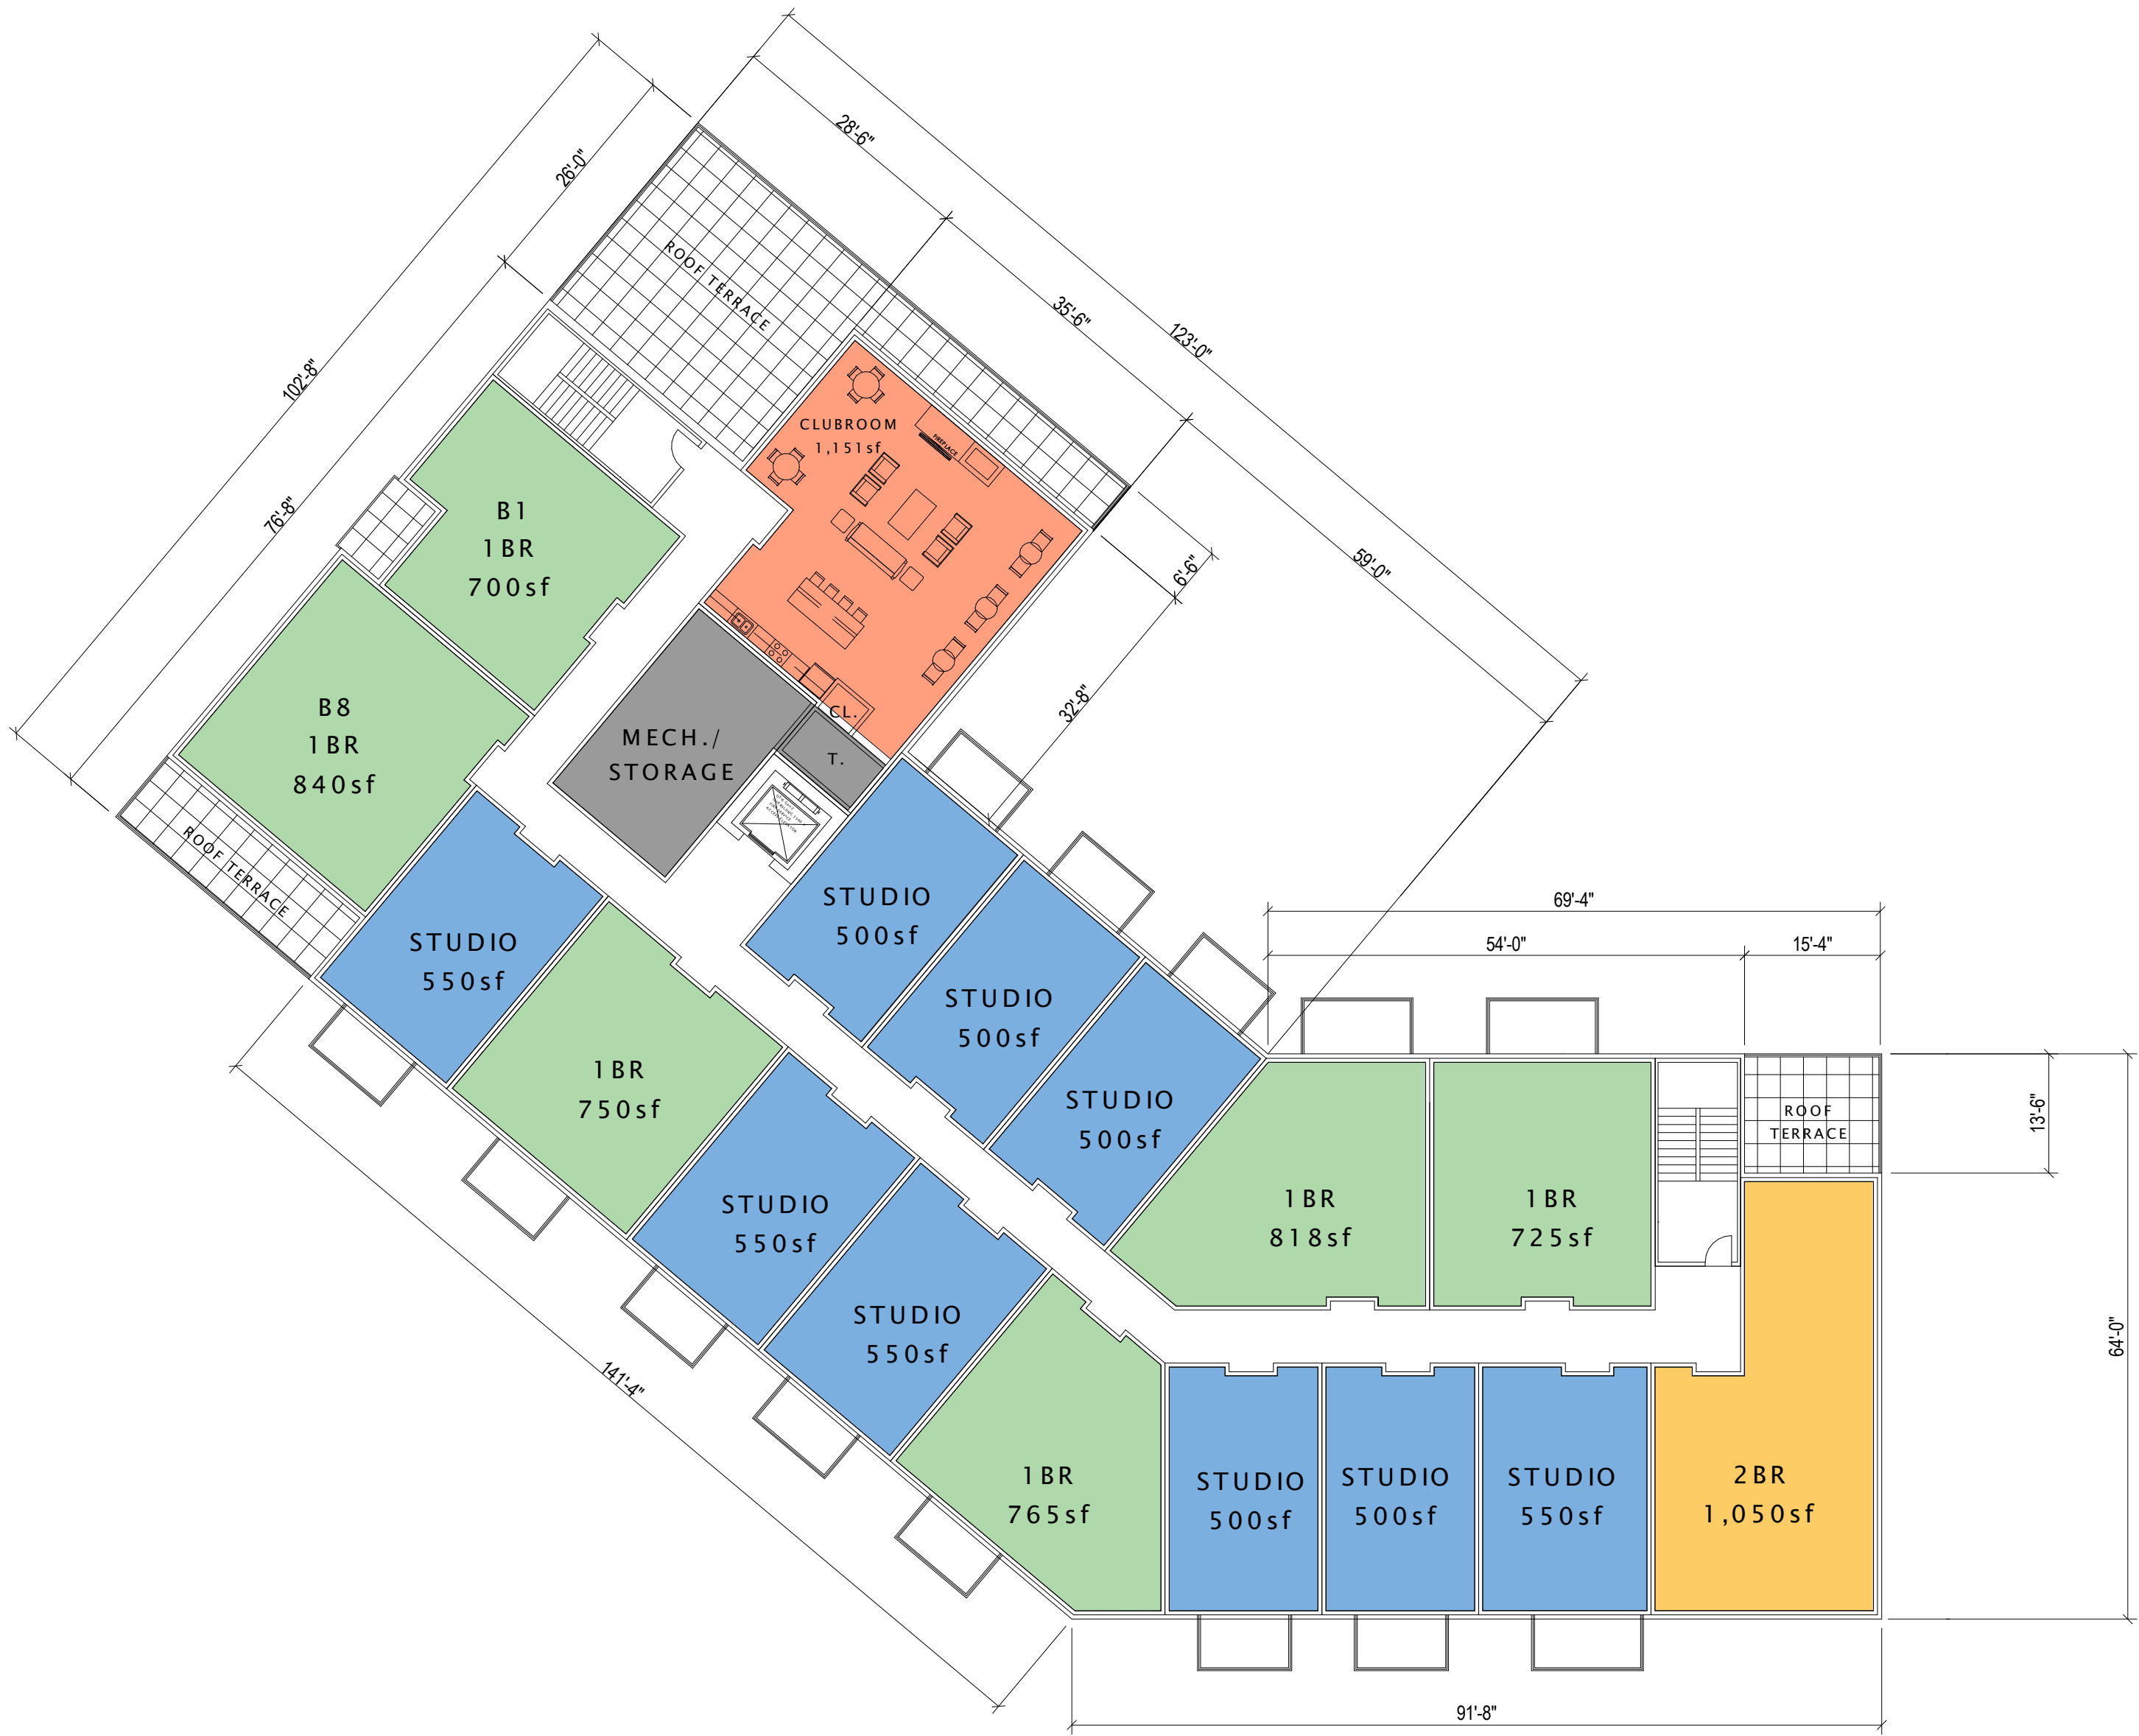 28'-6"
26'-0"
ROOF TERRACE
35'-6"
123'-0"
102'-8"
CLUBROOM
1,151sf
FIREPLACE
76'-8"
B1
1BR
700sf
59'-0"
6'-6"
32'-8"
B8
1BR
840sf
MECH./
STORAGE
CL.
T.
ROOF TERRACE
STUDIO
550sf
STUDIO
500sf
69'-4"
54'-0"
15'-4"
STUDIO
500sf
1BR
750sf
STUDIO
500sf
ROOF
TERRACE
13'-6"
STUDIO
550sf
1BR
818sf
1BR
725sf
STUDIO
550sf
64'-0"
141'-4"
1BR
765sf
STUDIO
500sf
STUDIO
500sf
STUDIO
550sf
2BR
1,050sf
91'-8"